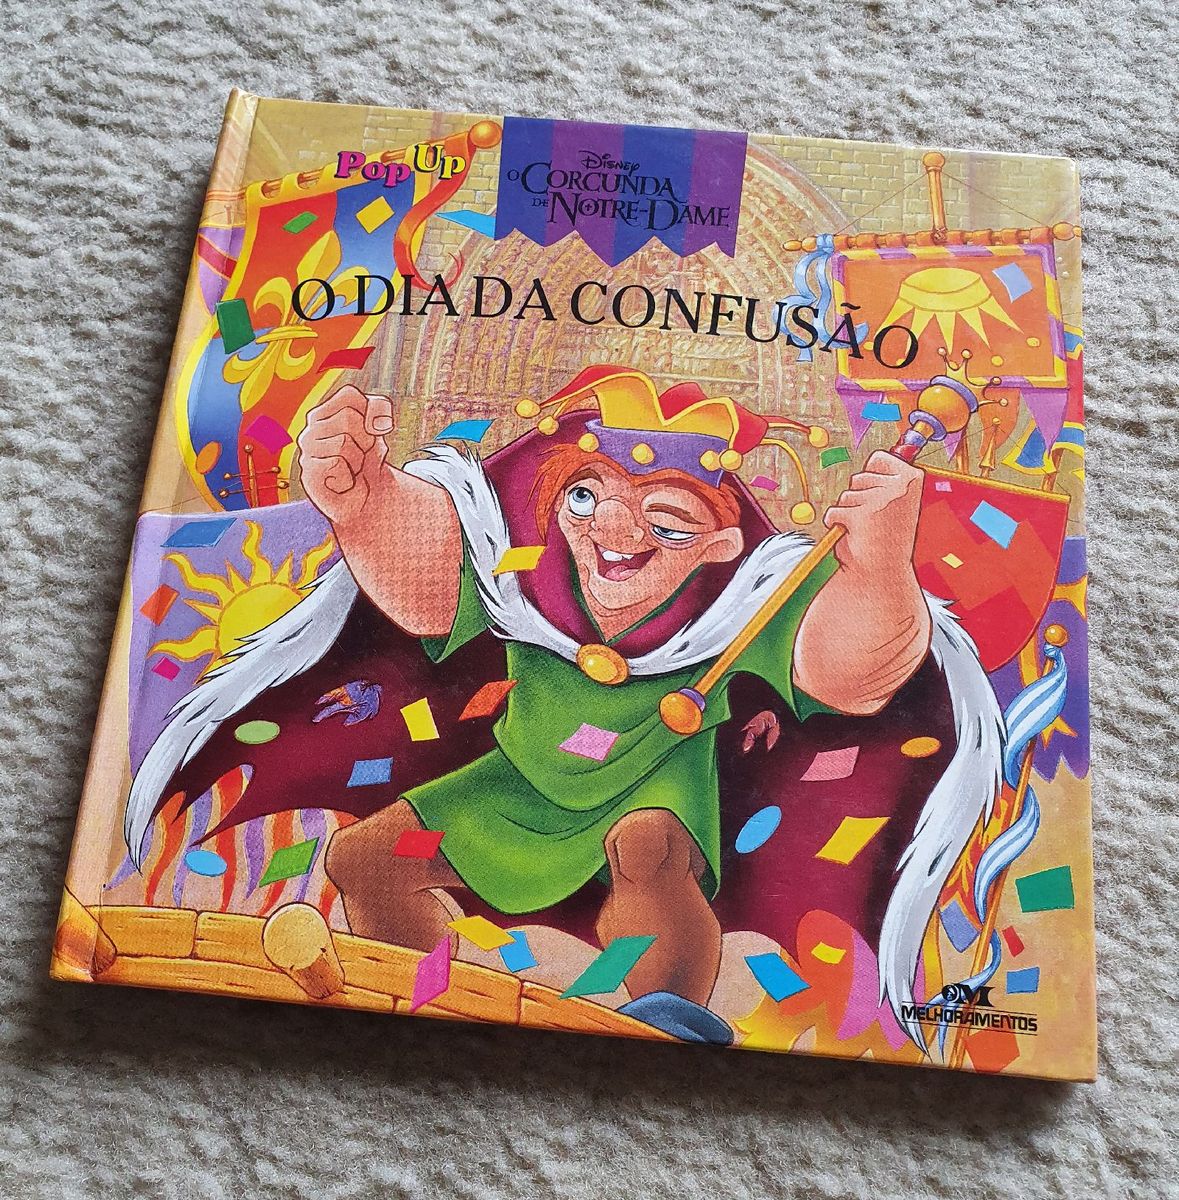 Pop Up
Disney
O CORCUNDA
DE NOTRE-DAME
O DIA DA CONFUSÃO
M
MELHORAMENTOS